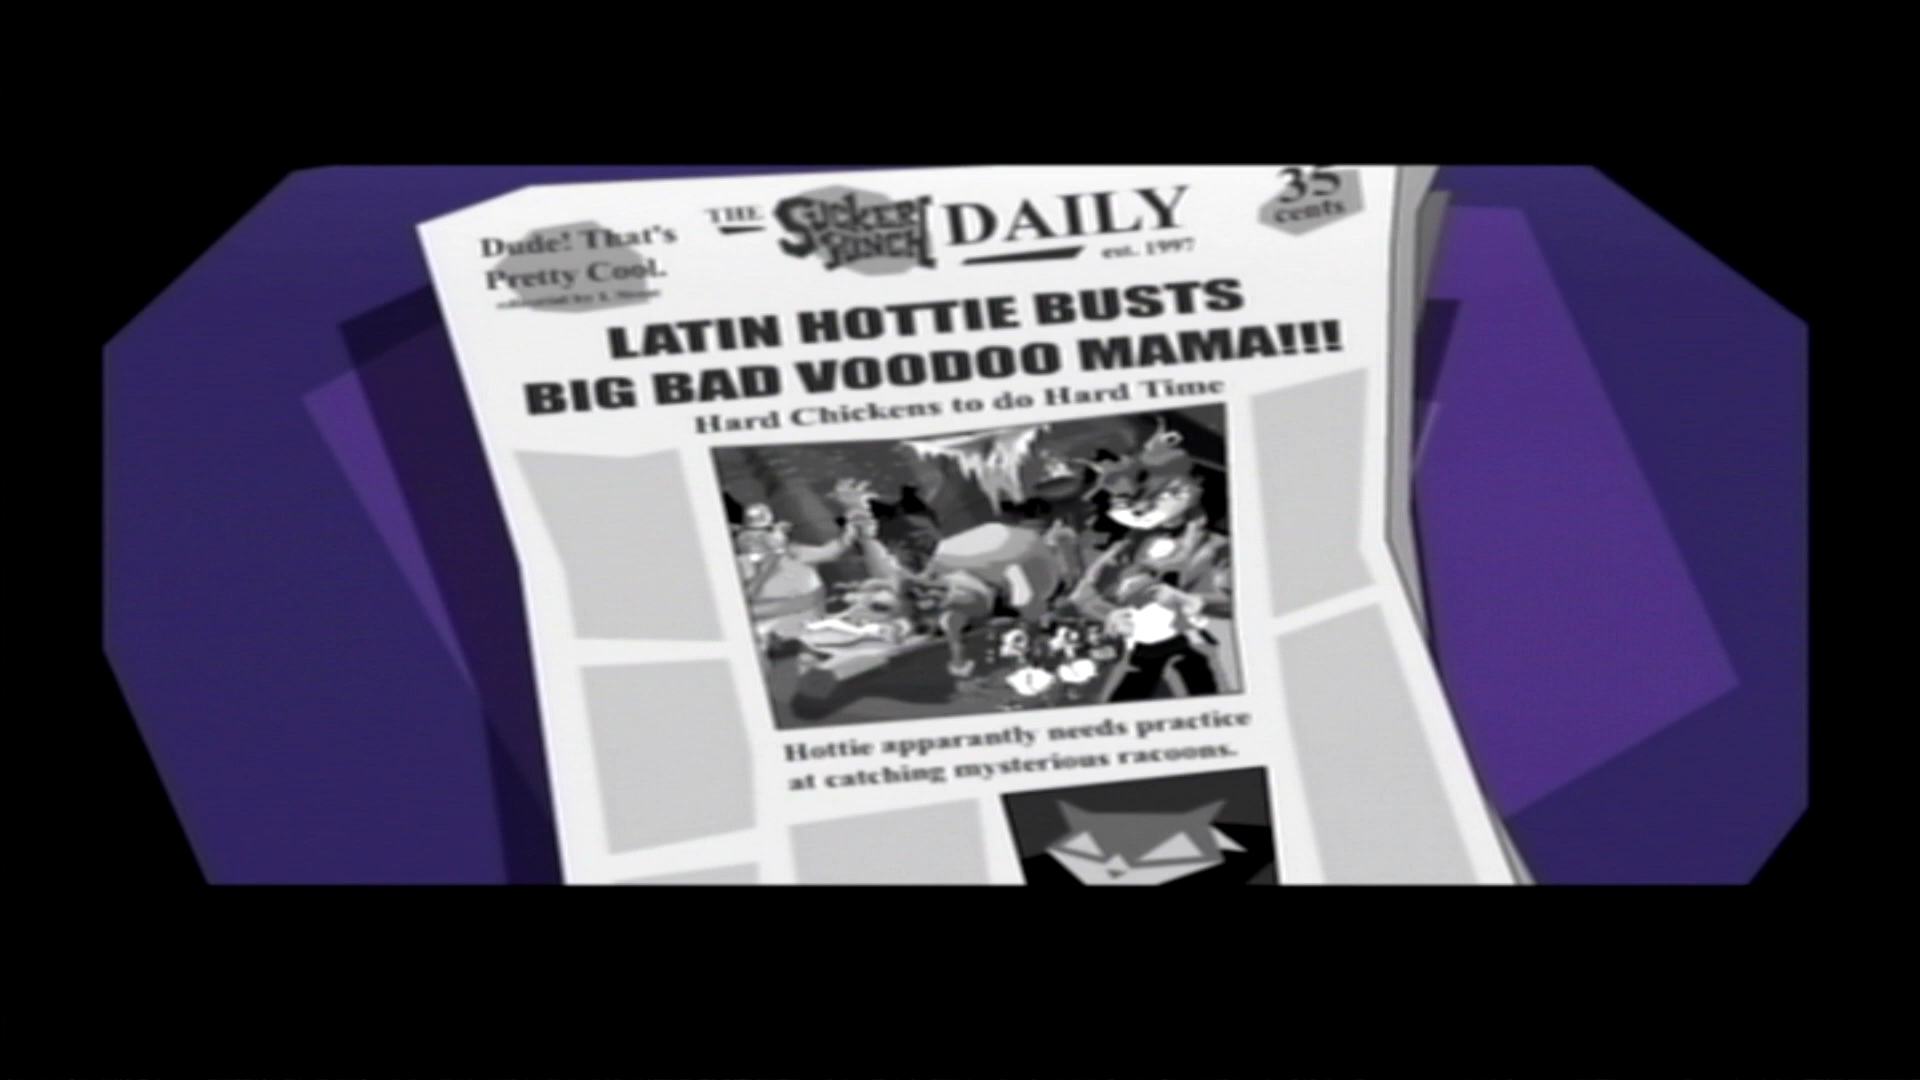 Dude! That's
Pretty Cool.
THE SUCKER PUNCH DAILY
est. 1997
35
cents
LATIN HOTTIE BUSTS
BIG BAD VOODOO MAMA!!!
Hard Chickens to do Hard Time
Hottie apparantly needs practice
at catching mysterious racoons.